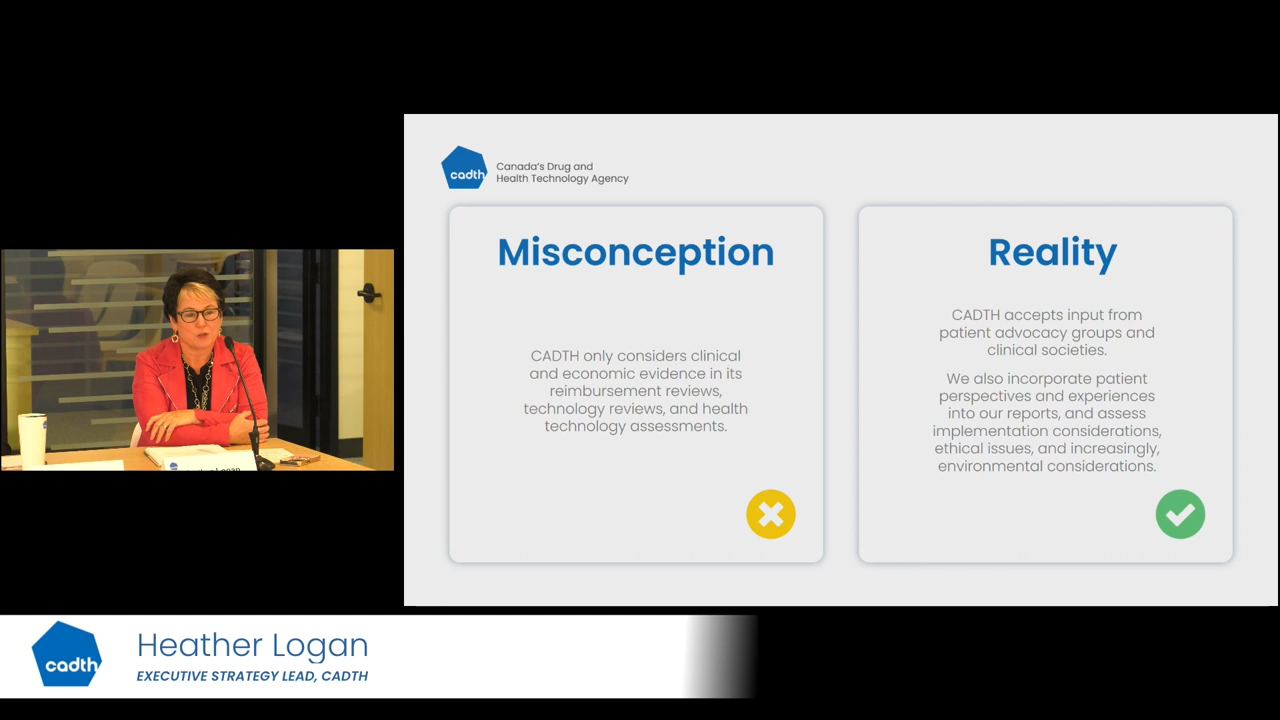 cadth
Canada's Drug and
Health Technology Agency
Misconception
CADTH only considers clinical
and economic evidence in its
reimbursement reviews,
technology reviews, and health
technology assessments.
Reality
CADTH accepts input from
patient advocacy groups and
clinical societies.
We also incorporate patient
perspectives and experiences
into our reports, and assess
implementation considerations,
ethical issues, and increasingly,
environmental considerations.
Logan
cadth
Heather Logan
EXECUTIVE STRATEGY LEAD, CADTH